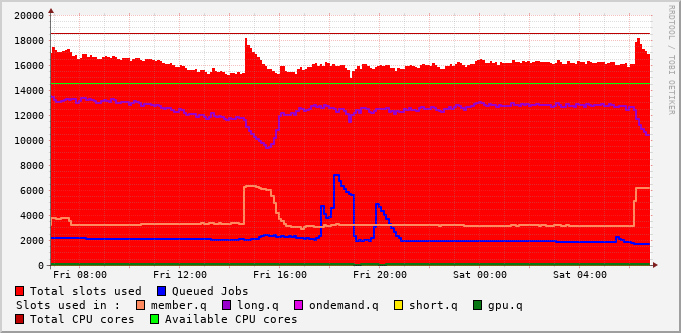 20000
18000
16000
14000
12000
10000
8000
6000
4000
2000
0
Fri 08:00 Fri 12:00 Fri 16:00 Fri 20:00 Sat 00:00 Sat 04:00
RRDTOOL / TOBI OETIKER
Total slots used Queued Jobs
Slots used in : member.q long.q ondemand.q short.q gpu.q
Total CPU cores Available CPU cores